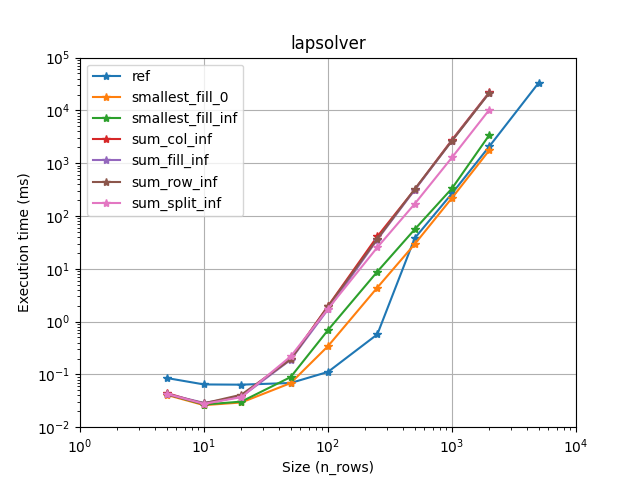 lapsolver
Execution time (ms)
10^5
10^4
10^3
10^2
10^1
10^0
10^-1
10^-2
ref
smallest_fill_0
smallest_fill_inf
sum_col_inf
sum_fill_inf
sum_row_inf
sum_split_inf
10^0 10^1 10^2 10^3 10^4
Size (n_rows)